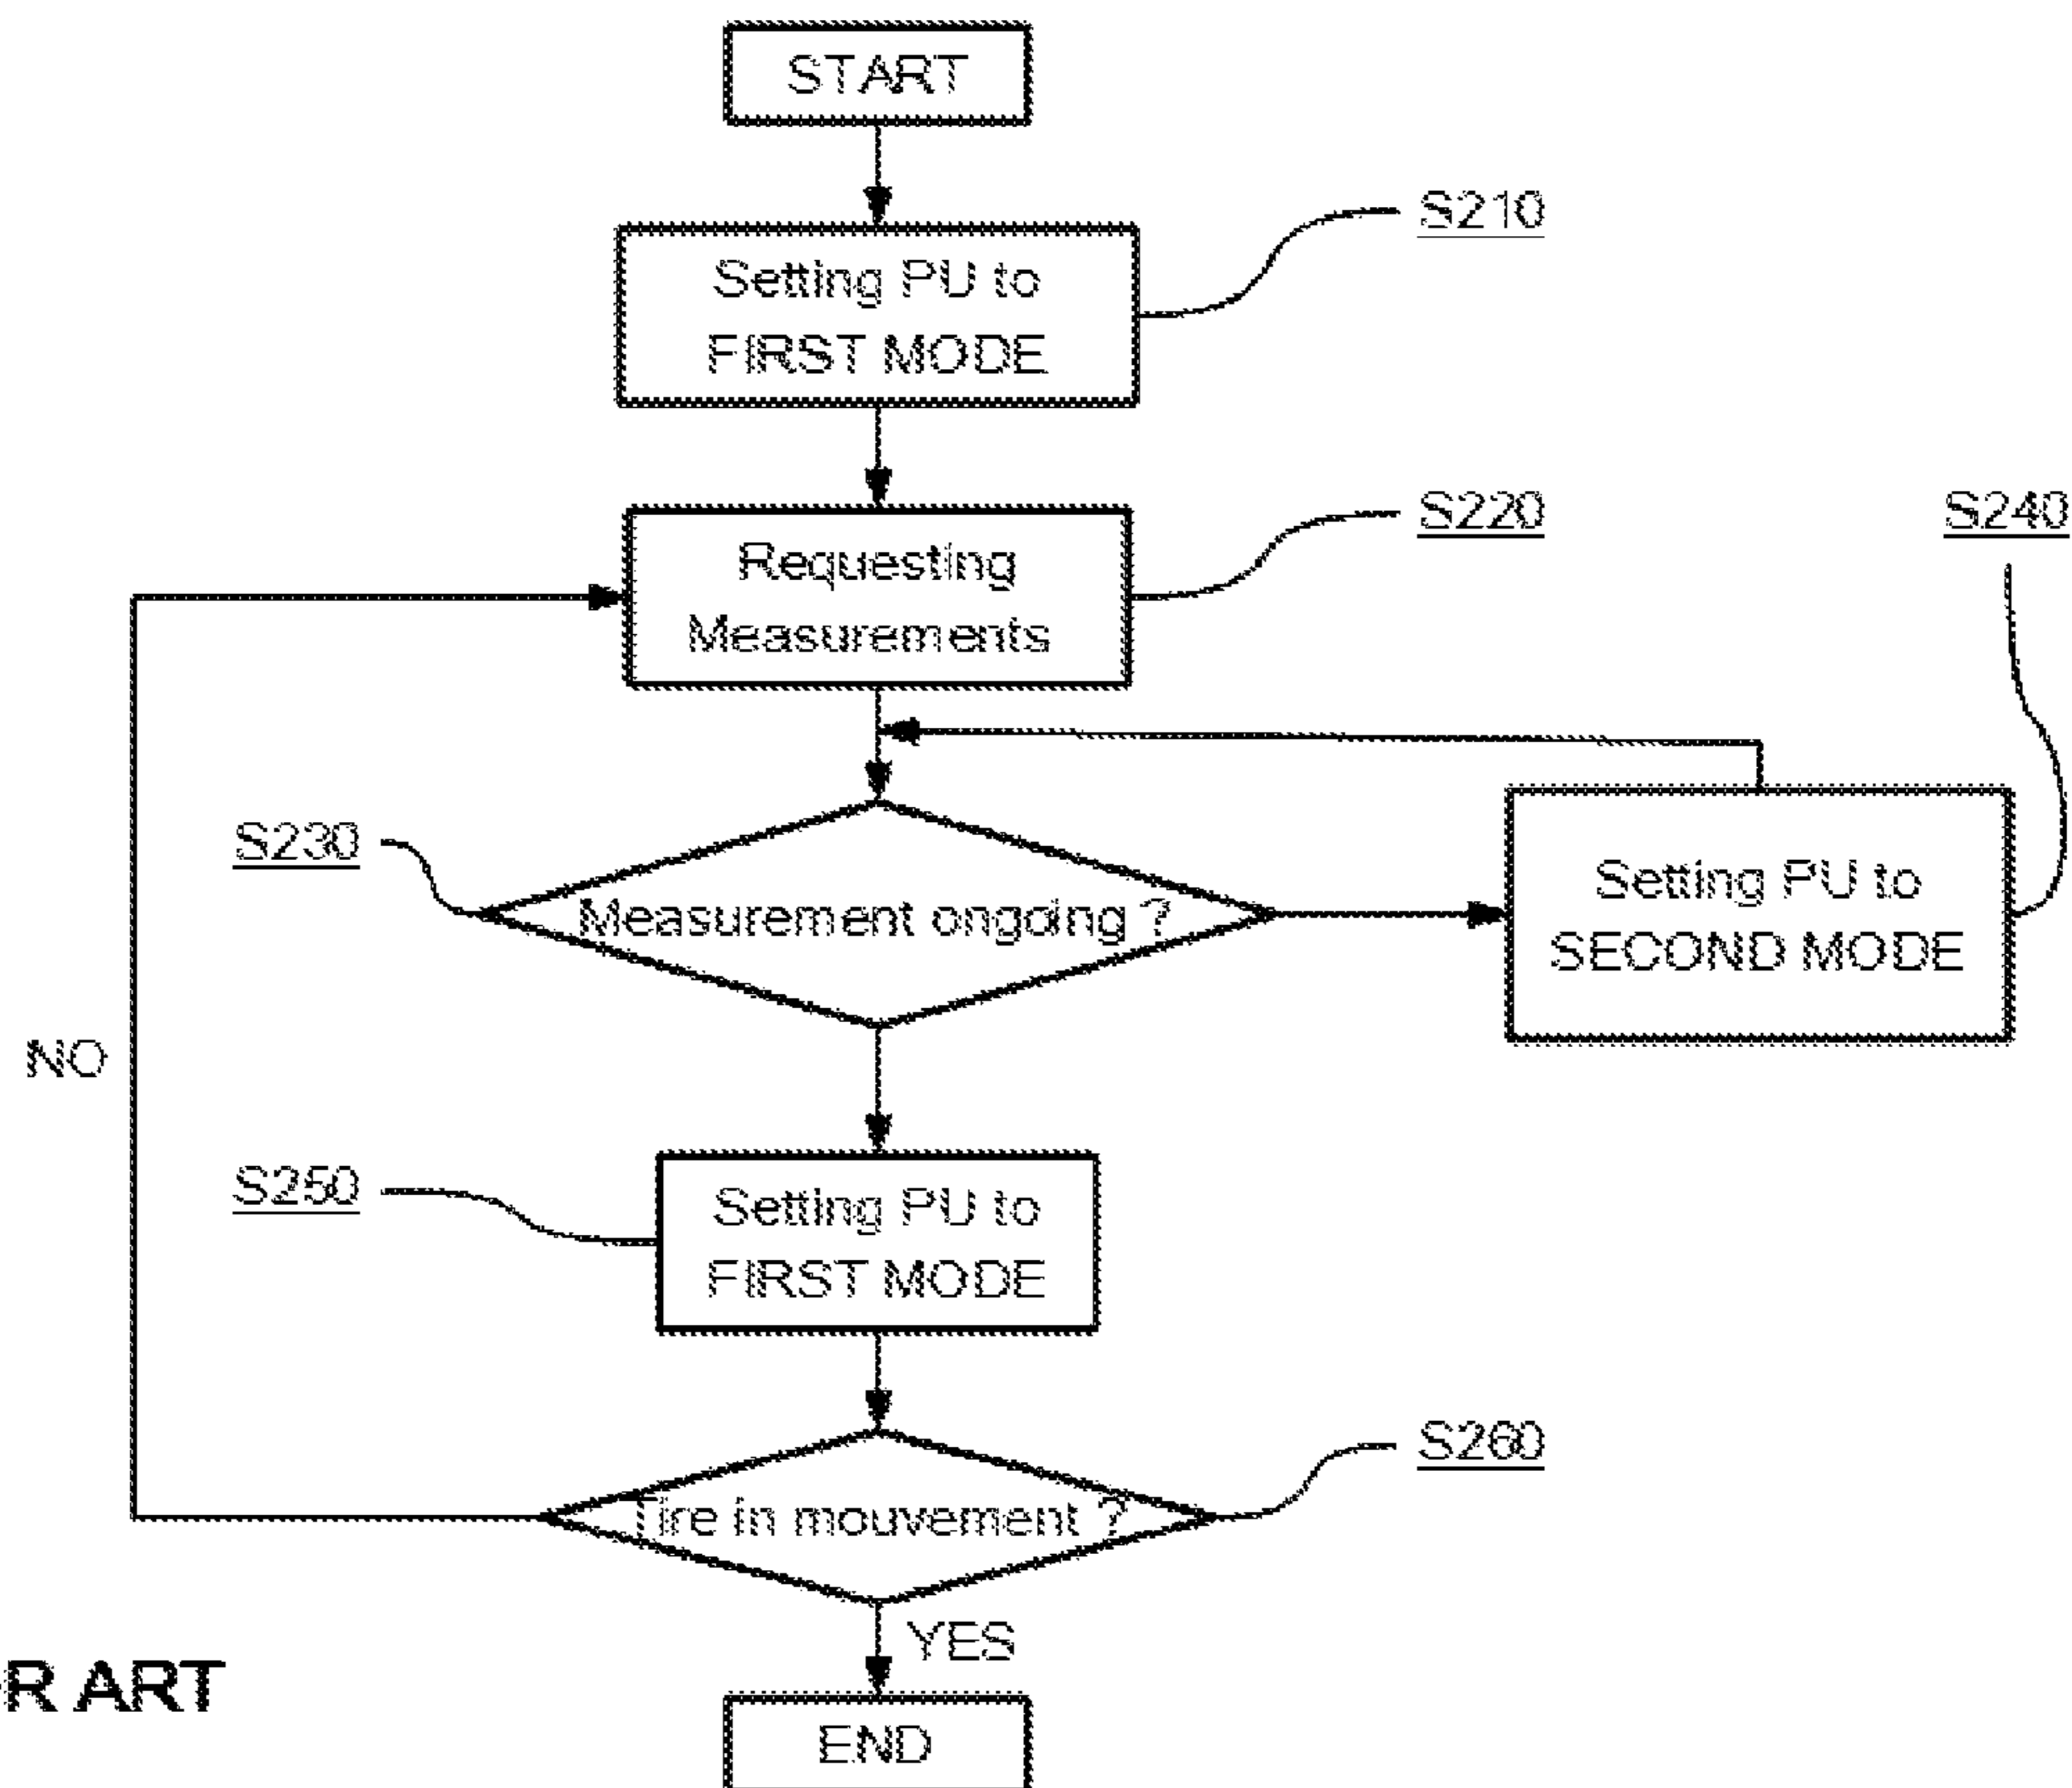 START
S210
Setting PU to
FIRST MODE
S220
S240
Requesting
Measurements
S230
Measurement ongoing ?
Setting PU to
SECOND MODE
NO
S250
Setting PU to
FIRST MODE
S260
Tire in mouvement ?
YES
R ART
END